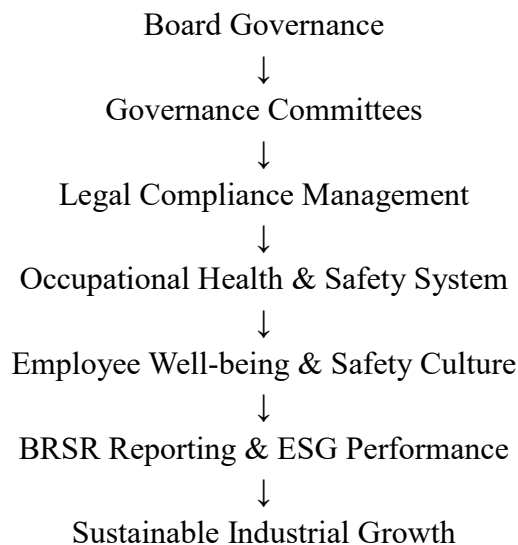 Board Governance
↓
Governance Committees
↓
Legal Compliance Management
↓
Occupational Health & Safety System
↓
Employee Well-being & Safety Culture
↓
BRSR Reporting & ESG Performance
↓
Sustainable Industrial Growth